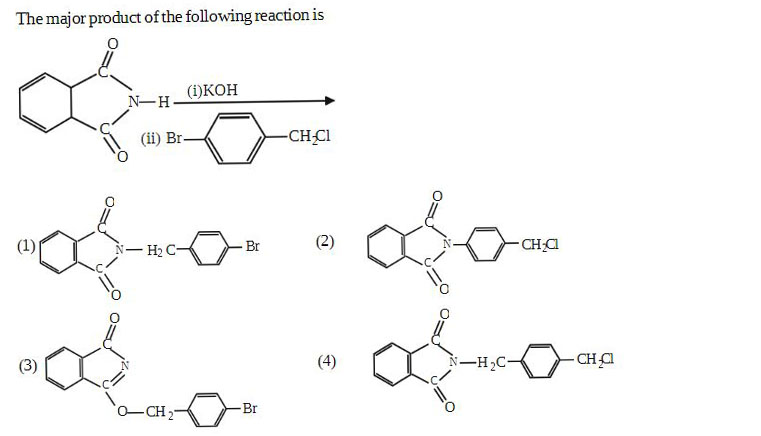 The major product of the following reaction is
O
C
N—H
(i)KOH
C
O
(ii) Br
CH2Cl
(1)
O
C
N—H2C
Br
C
O
(2)
O
C
N
CH2Cl
C
O
(3)
O
C
N
C
O—CH2
Br
(4)
O
C
N—H2C
CH2Cl
C
O